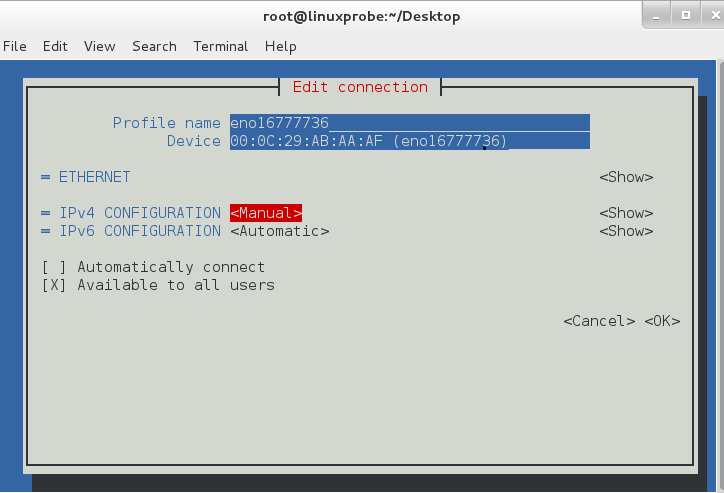 root@linuxprobe:~/Desktop
File Edit View Search Terminal Help
Edit connection
Profile name eno16777736
Device 00:0C:29:AB:AA:AF (eno16777736)
= ETHERNET <Show>
= IPv4 CONFIGURATION <Manual> <Show>
= IPv6 CONFIGURATION <Automatic> <Show>
[ ] Automatically connect
[X] Available to all users
<Cancel> <OK>